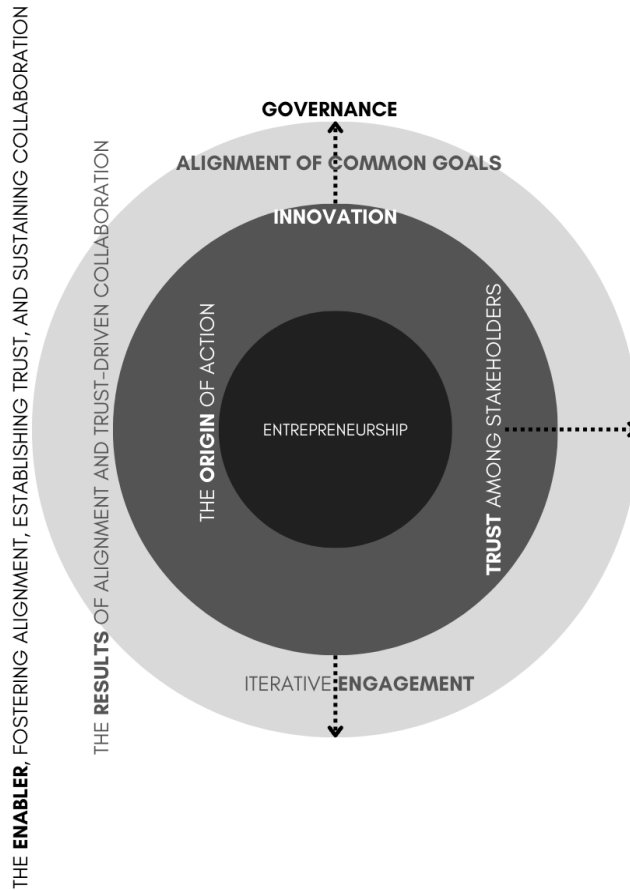 THE ENABLER, FOSTERING ALIGNMENT, ESTABLISHING TRUST, AND SUSTAINING COLLABORATION
THE RESULTS OF ALIGNMENT AND TRUST-DRIVEN COLLABORATION
GOVERNANCE
ALIGNMENT OF COMMON GOALS
INNOVATION
THE ORIGIN OF ACTION
ENTREPRENEURSHIP
TRUST AMONG STAKEHOLDERS
ITERATIVE ENGAGEMENT